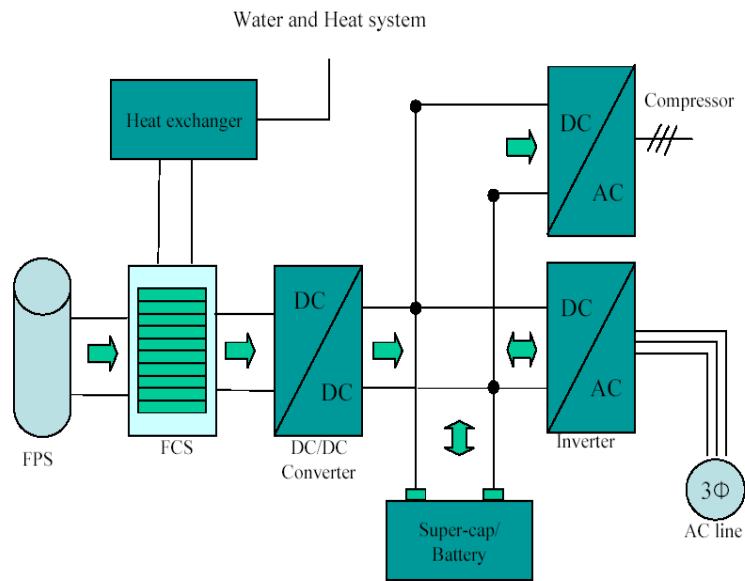 Water and Heat system
Heat exchanger
DC
AC
Compressor
FPS
FCS
DC
DC
DC/DC
Converter
DC
AC
Inverter
Super-cap/
Battery
3Φ
AC line